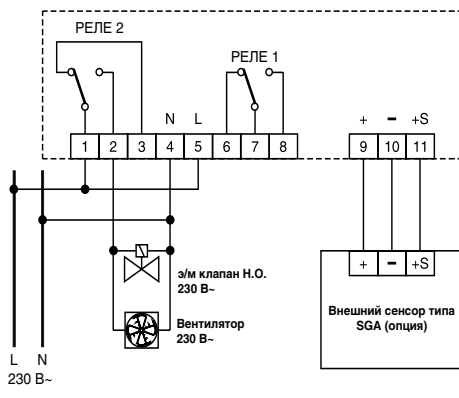 РЕЛЕ 2
РЕЛЕ 1
N L + − +S
1 2 3 4 5 6 7 8 9 10 11
+ − +S
э/м клапан Н.О.
230 В~
Внешний сенсор типа
SGA (опция)
Вентилятор
230 В~
L N
230 В~